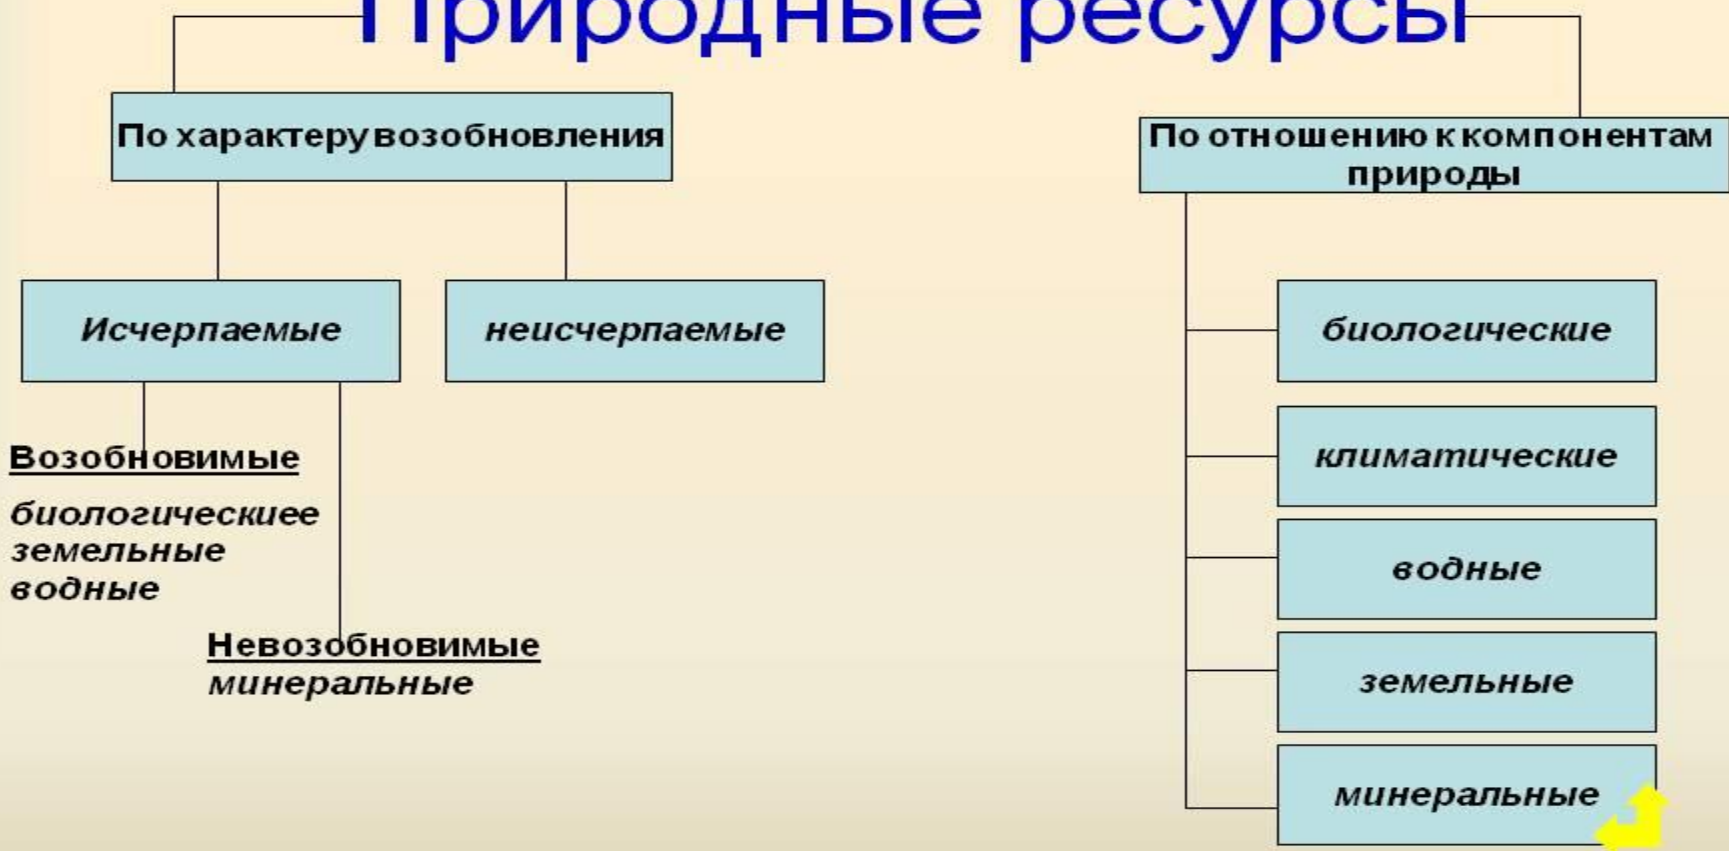 Природные ресурсы
По характеру возобновления
По отношению к компонентам
природы
Исчерпаемые
неисчерпаемые
Возобновимые
биологическиее
земельные
водные
Невозобновимые
минеральные
биологические
климатические
водные
земельные
минеральные